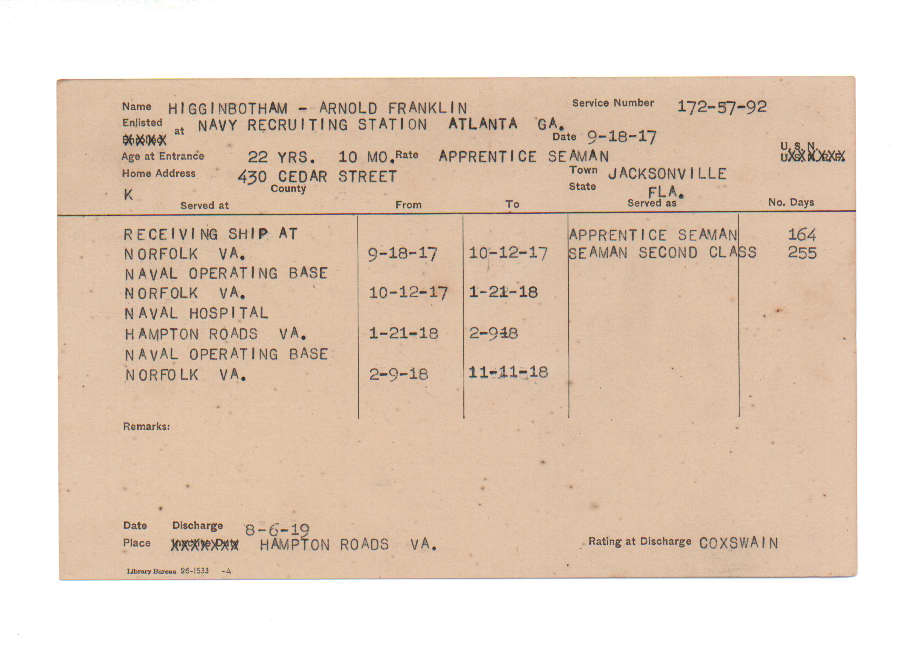 Name HIGGINBOTHAM - ARNOLD FRANKLIN Service Number 172-57-92
Enlisted at NAVY RECRUITING STATION ATLANTA GA.
Date 9-18-17
Age at Entrance 22 YRS. 10 MO. Rate APPRENTICE SEAMAN U.S.N.
Home Address 430 CEDAR STREET Town JACKSONVILLE
K County State FLA.
Served at From To Served as No. Days
RECEIVING SHIP AT APPRENTICE SEAMAN 164
NORFOLK VA. 9-18-17 10-12-17 SEAMAN SECOND CLASS 255
NAVAL OPERATING BASE
NORFOLK VA. 10-12-17 1-21-18
NAVAL HOSPITAL
HAMPTON ROADS VA. 1-21-18 2-918
NAVAL OPERATING BASE
NORFOLK VA. 2-9-18 11-11-18
Remarks:
Date Discharge 8-6-19
Place HAMPTON ROADS VA. Rating at Discharge COXSWAIN
Library Bureau 26-1533 -A